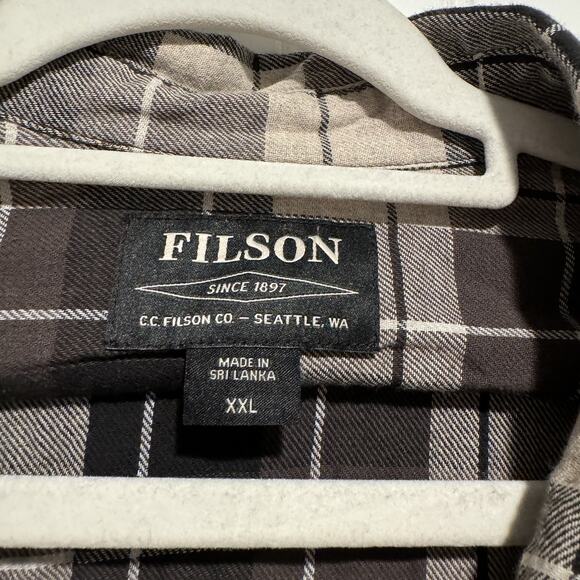 FILSON
SINCE 1897
C.C. FILSON CO. – SEATTLE, WA
MADE IN
SRI LANKA
XXL